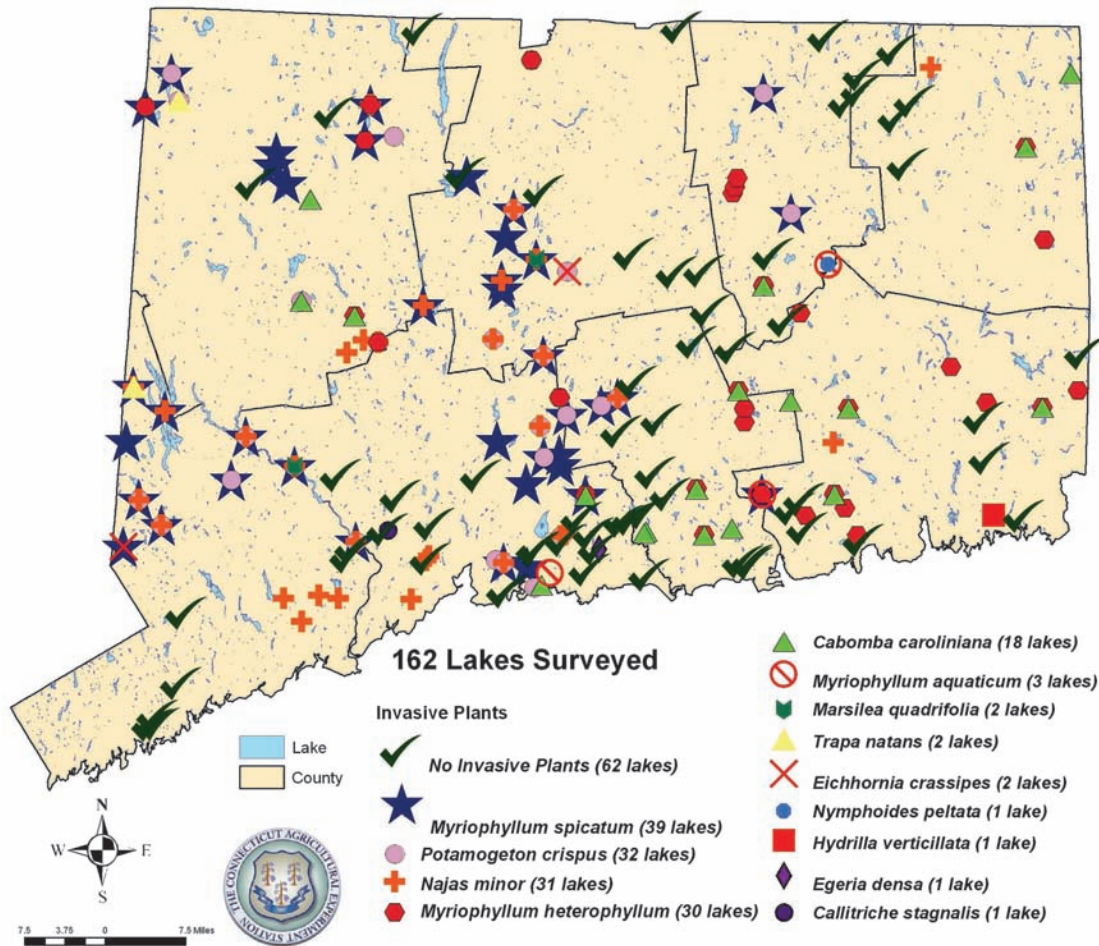 162 Lakes Surveyed
Invasive Plants
No Invasive Plants (62 lakes)
Myriophyllum spicatum (39 lakes)
Potamogeton crispus (32 lakes)
Najas minor (31 lakes)
Myriophyllum heterophyllum (30 lakes)
Cabomba caroliniana (18 lakes)
Myriophyllum aquaticum (3 lakes)
Marsilea quadrifolia (2 lakes)
Trapa natans (2 lakes)
Eichhornia crassipes (2 lakes)
Nymphoides peltata (1 lake)
Hydrilla verticillata (1 lake)
Egeria densa (1 lake)
Callitriche stagnalis (1 lake)
Lake
County
N
W E
S
THE CONNECTICUT AGRICULTURAL EXPERIMENT STATION
7.5 3.75 0 7.5 Miles